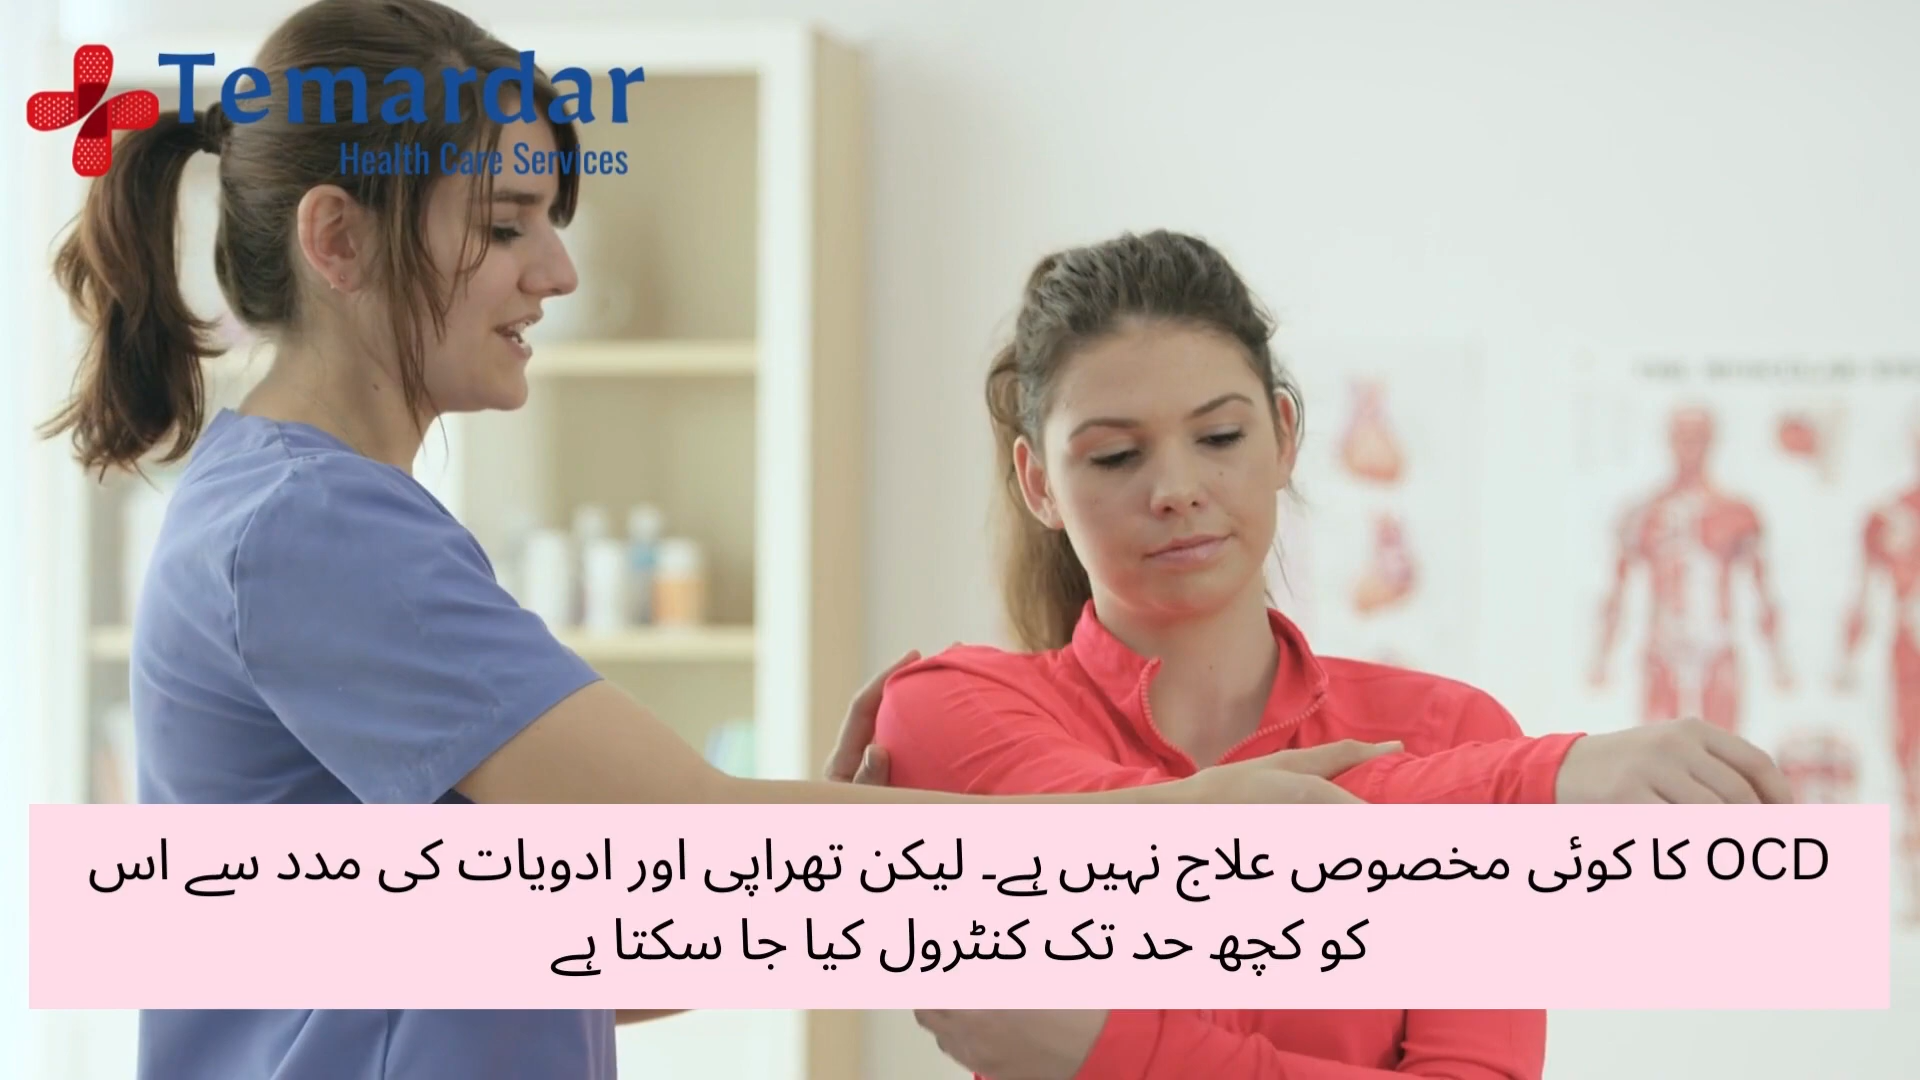 Temardar
Health Care Services
OCD کا کوئی مخصوص علاج نہیں ہے۔ لیکن تھراپی اور ادویات کی مدد سے اس
کو کچھ حد تک کنٹرول کیا جا سکتا ہے